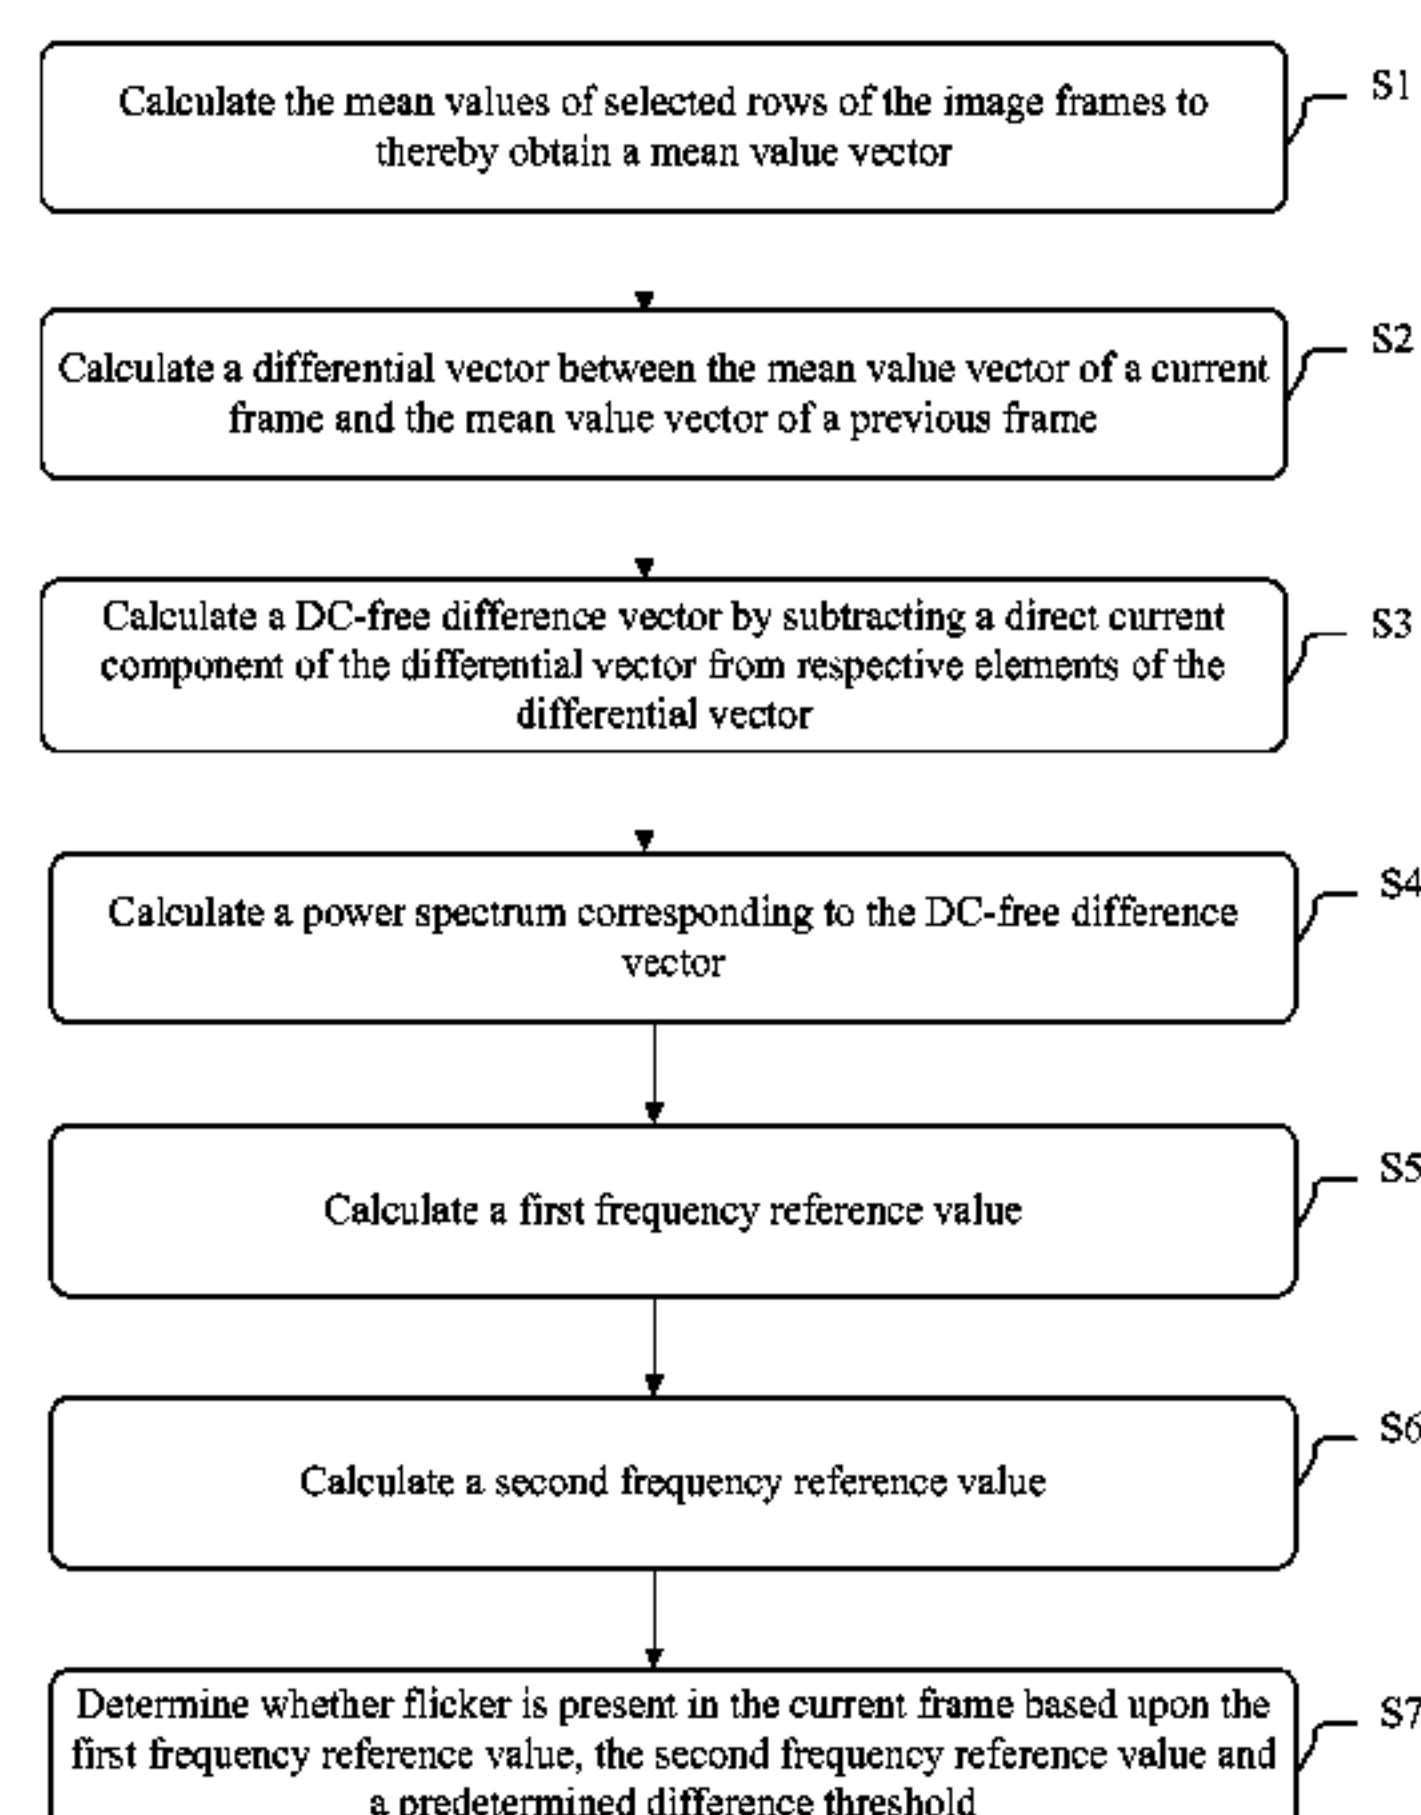 Calculate the mean values of selected rows of the image frames to
thereby obtain a mean value vector
S1
Calculate a differential vector between the mean value vector of a current
frame and the mean value vector of a previous frame
S2
Calculate a DC-free difference vector by subtracting a direct current
component of the differential vector from respective elements of the
differential vector
S3
Calculate a power spectrum corresponding to the DC-free difference
vector
S4
Calculate a first frequency reference value
S5
Calculate a second frequency reference value
S6
Determine whether flicker is present in the current frame based upon the
first frequency reference value, the second frequency reference value and
a predetermined difference threshold
S7